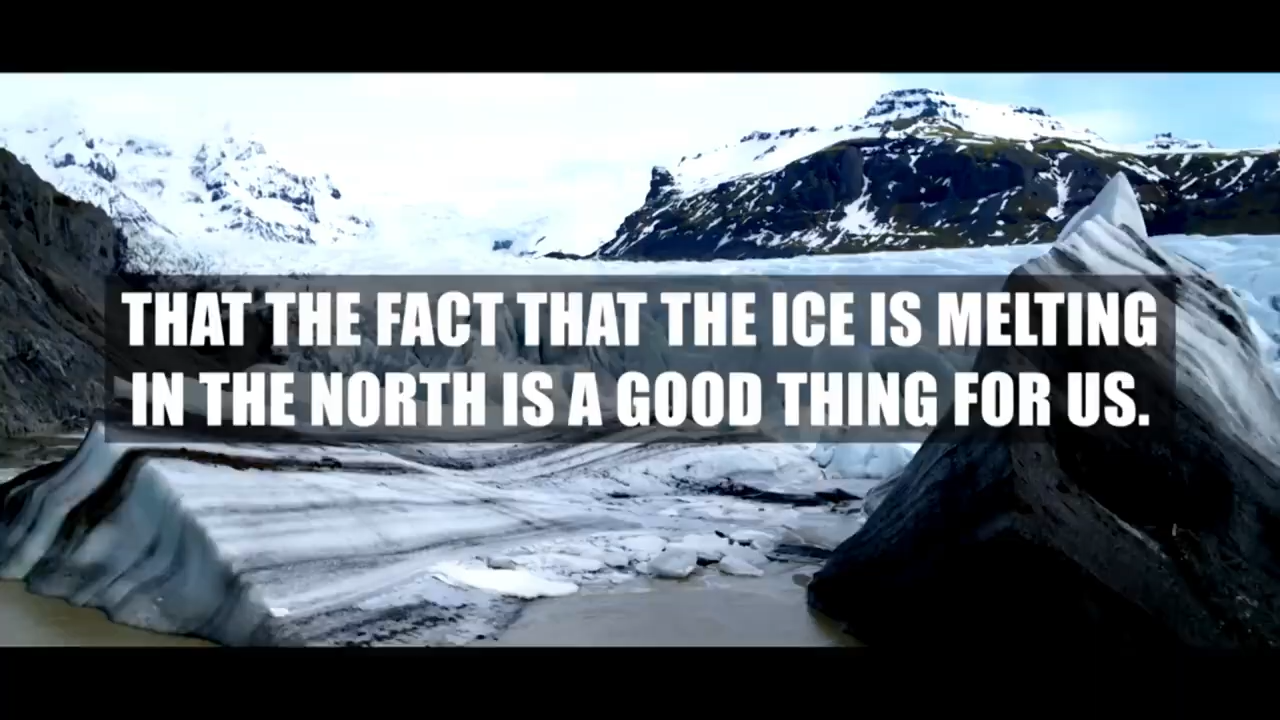 THAT THE FACT THAT THE ICE IS MELTING
IN THE NORTH IS A GOOD THING FOR US.